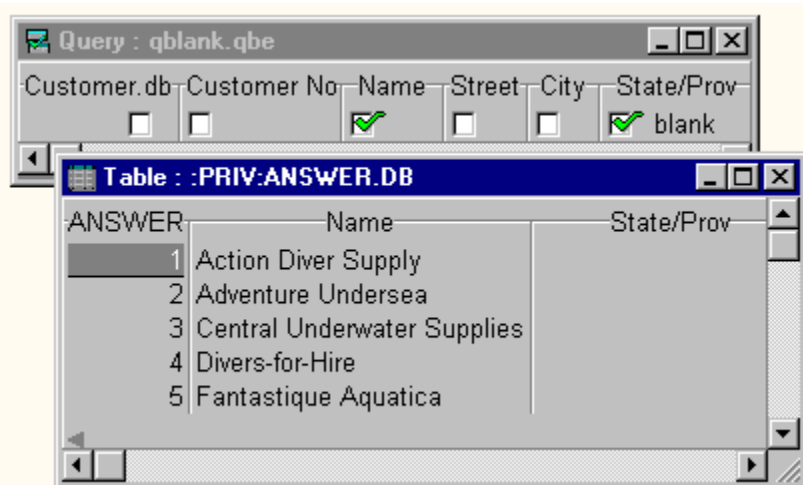 Query : qblank.qbe
Customer.db Customer No Name Street City State/Prov
blank
Table : :PRIV:ANSWER.DB
ANSWER Name State/Prov
1 Action Diver Supply
2 Adventure Undersea
3 Central Underwater Supplies
4 Divers-for-Hire
5 Fantastique Aquatica